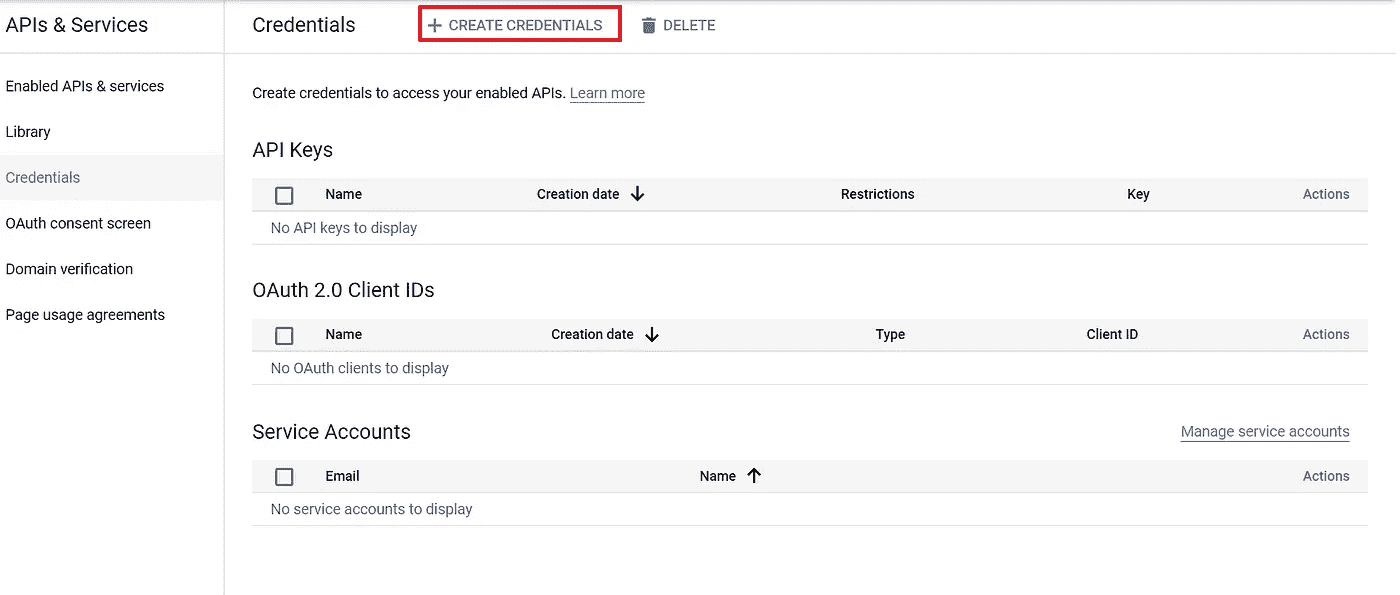 APIs & Services
Credentials
CREATE CREDENTIALS
DELETE
Enabled APIs & services
Library
Credentials
OAuth consent screen
Domain verification
Page usage agreements
Create credentials to access your enabled APIs. Learn more
API Keys
Name Creation date Restrictions Key Actions
No API keys to display
OAuth 2.0 Client IDs
Name Creation date Type Client ID Actions
No OAuth clients to display
Service Accounts
Manage service accounts
Email Name Actions
No service accounts to display